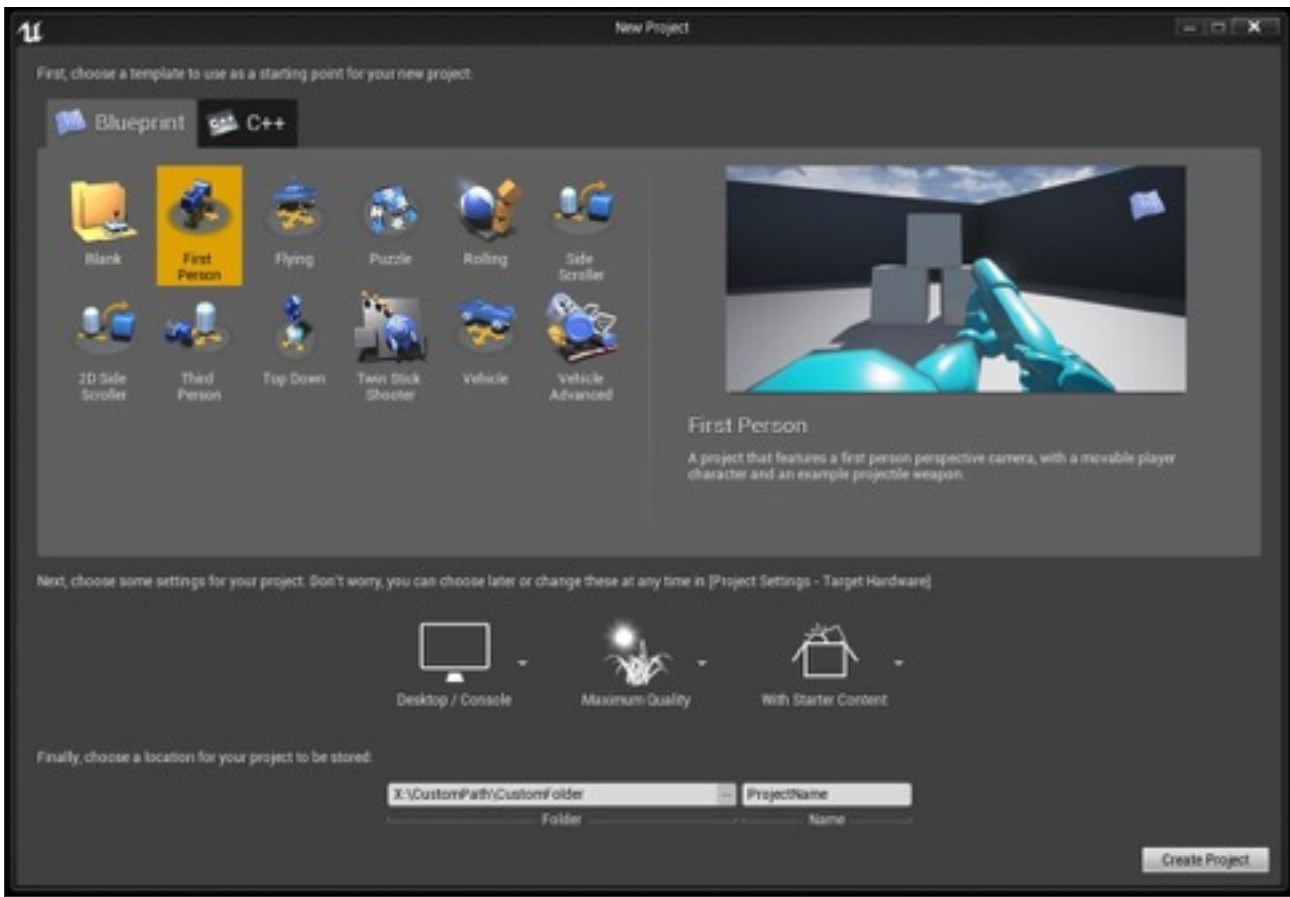 New Project
First, choose a template to use as a starting point for your new project:
Blueprint
C++
Blank
First
Person
Flying
Puzzle
Rolling
Side
Scroller
2D Side
Scroller
Third
Person
Top Down
Twin Stick
Shooter
Vehicle
Vehicle
Advanced
First Person
A project that features a first person perspective camera, with a movable player
character and an example projectile weapon.
Next, choose some settings for your project. Don't worry, you can choose later or change these at any time in [Project Settings - Target Hardware]
Desktop / Console
Maximum Quality
With Starter Content
Finally, choose a location for your project to be stored:
X:\CustomPath\CustomFolder
...
ProjectName
Folder
Name
Create Project